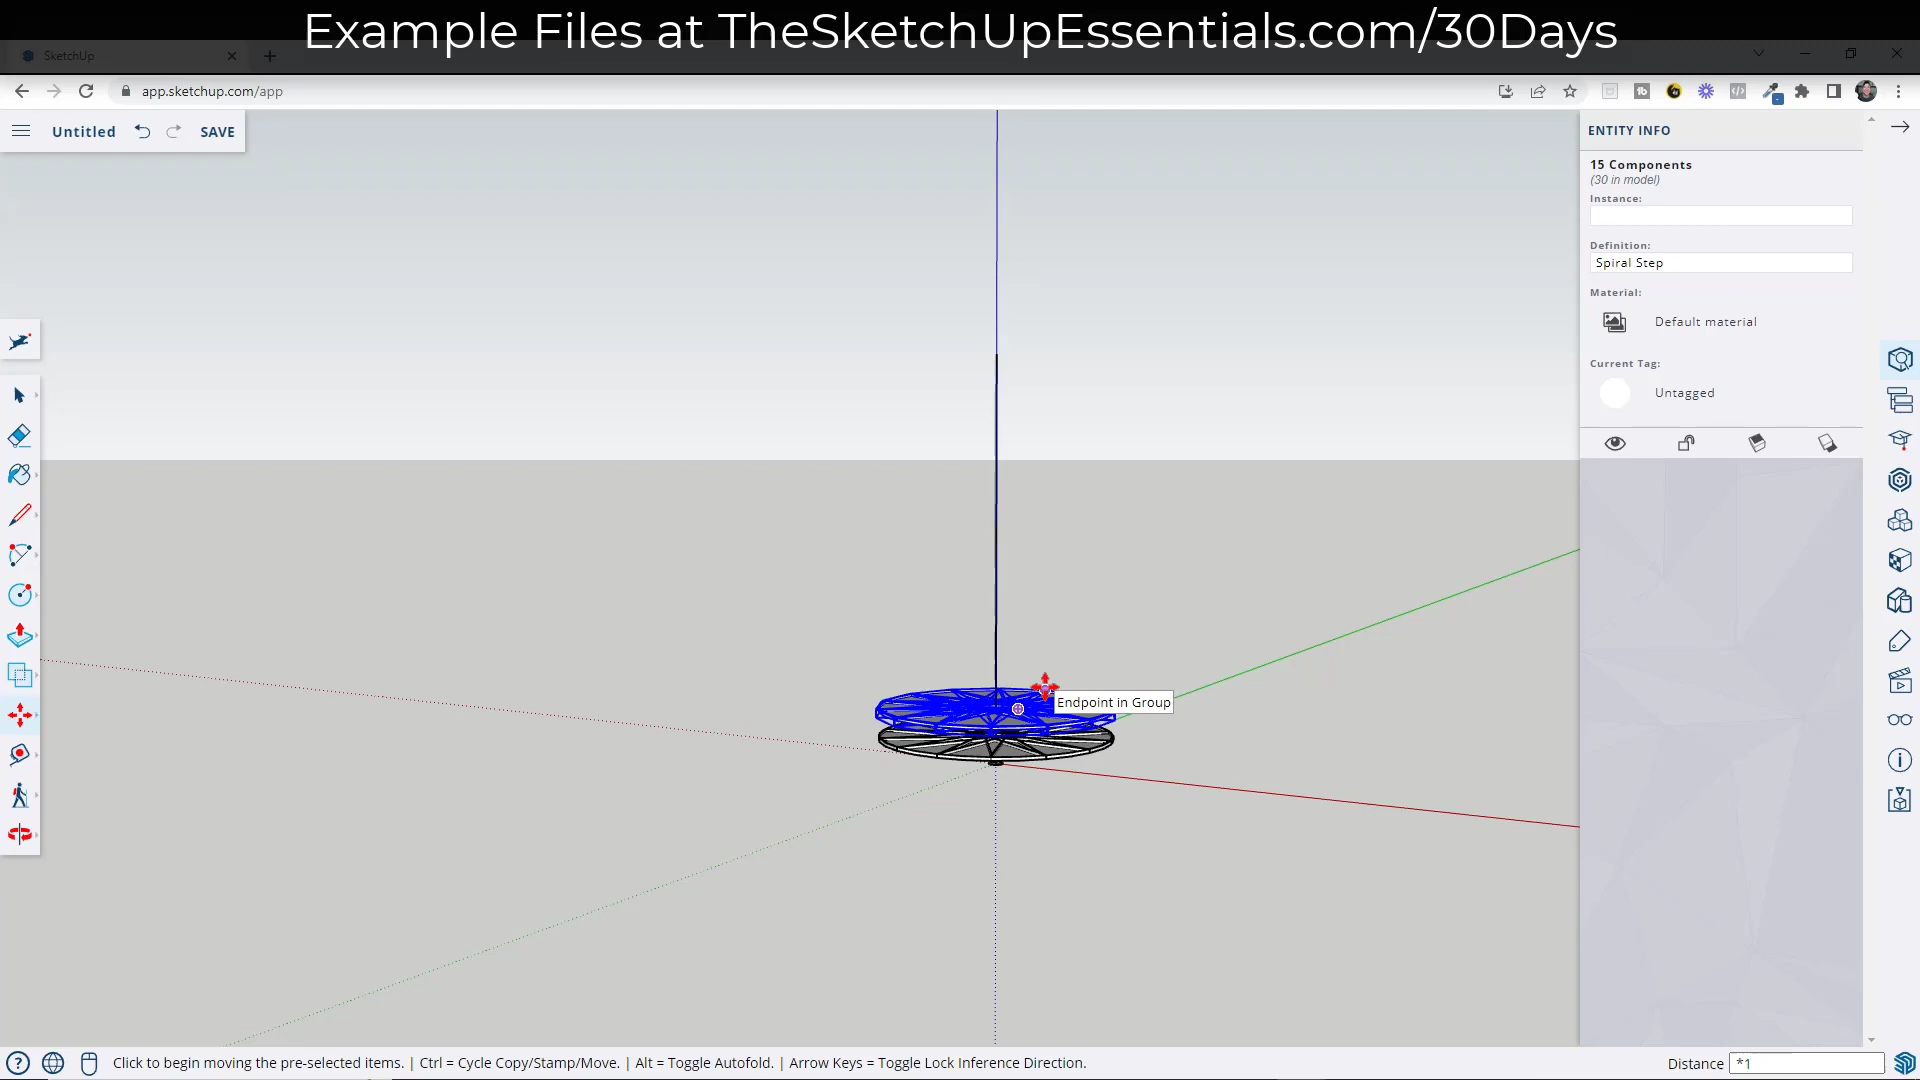 Example Files at TheSketchUpEssentials.com/30Days
SketchUp
app.sketchup.com/app
Untitled
SAVE
ENTITY INFO
15 Components
(30 in model)
Instance:
Definition:
Spiral Step
Material:
Default material
Current Tag:
Untagged
Endpoint in Group
Click to begin moving the pre-selected items. | Ctrl = Cycle Copy/Stamp/Move. | Alt = Toggle Autofold. | Arrow Keys = Toggle Lock Inference Direction.
Distance *1